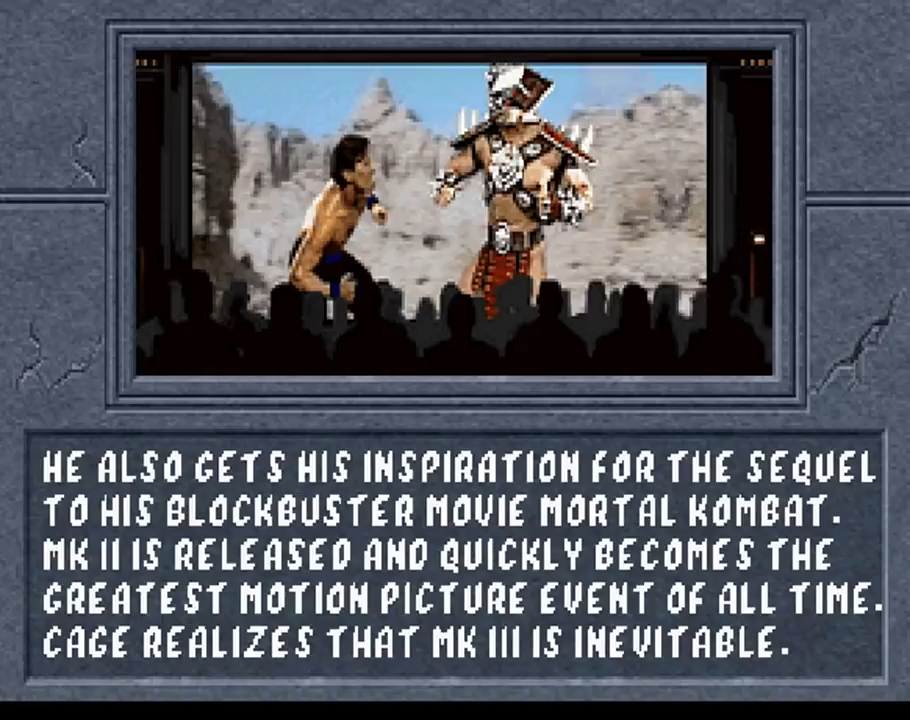 HE ALSO GETS HIS INSPIRATION FOR THE SEQUEL
TO HIS BLOCKBUSTER MOVIE MORTAL KOMBAT.
MK II IS RELEASED AND QUICKLY BECOMES THE
GREATEST MOTION PICTURE EVENT OF ALL TIME.
CAGE REALIZES THAT MK III IS INEVITABLE.